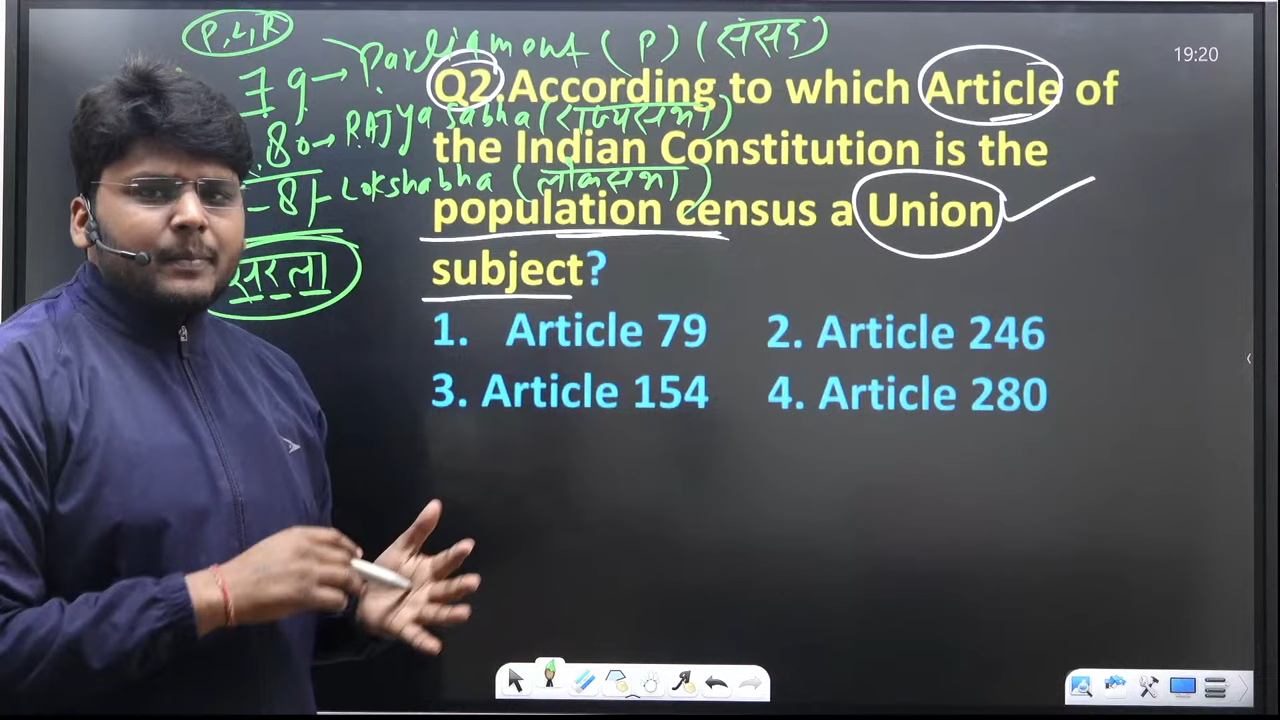 P, L, R
79→ Parliament (P) (संसद)
80→ RAJya Sabha (राज्यसभा)
81- Lokshabha (लोकसभा)
सरला
19:20
Q2. According to which Article of
the Indian Constitution is the
population census a Union
subject?
1. Article 79 2. Article 246
3. Article 154 4. Article 280